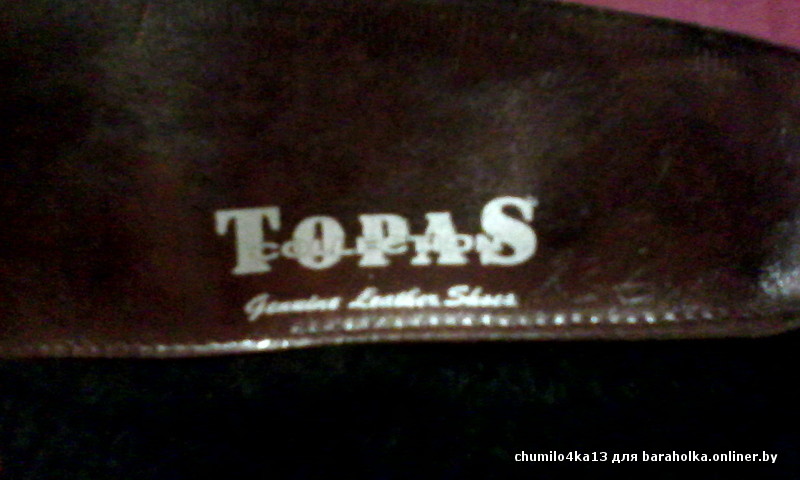 TOPAS
COLLECTION
Genuine Leather Shoes
chumilo4ka13 для baraholka.onliner.by